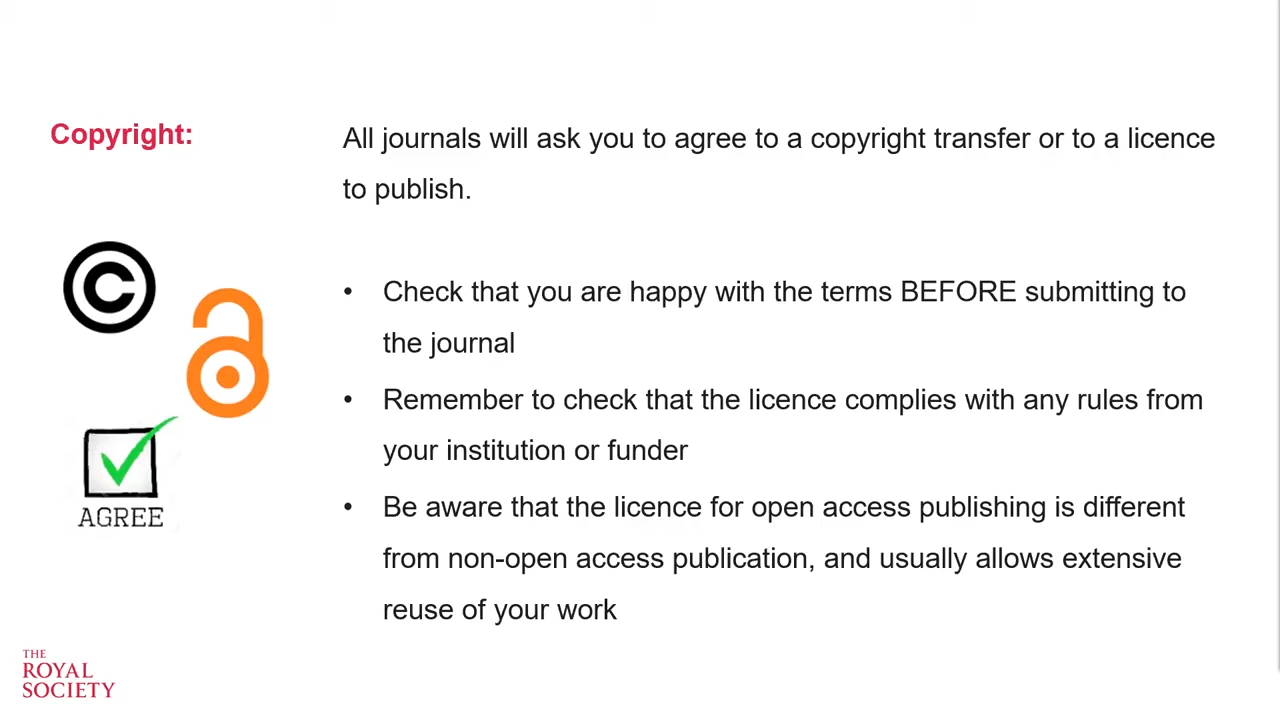 Copyright:
All journals will ask you to agree to a copyright transfer or to a licence
to publish.
• Check that you are happy with the terms BEFORE submitting to
the journal
• Remember to check that the licence complies with any rules from
your institution or funder
• Be aware that the licence for open access publishing is different
from non-open access publication, and usually allows extensive
reuse of your work
AGREE
THE
ROYAL
SOCIETY